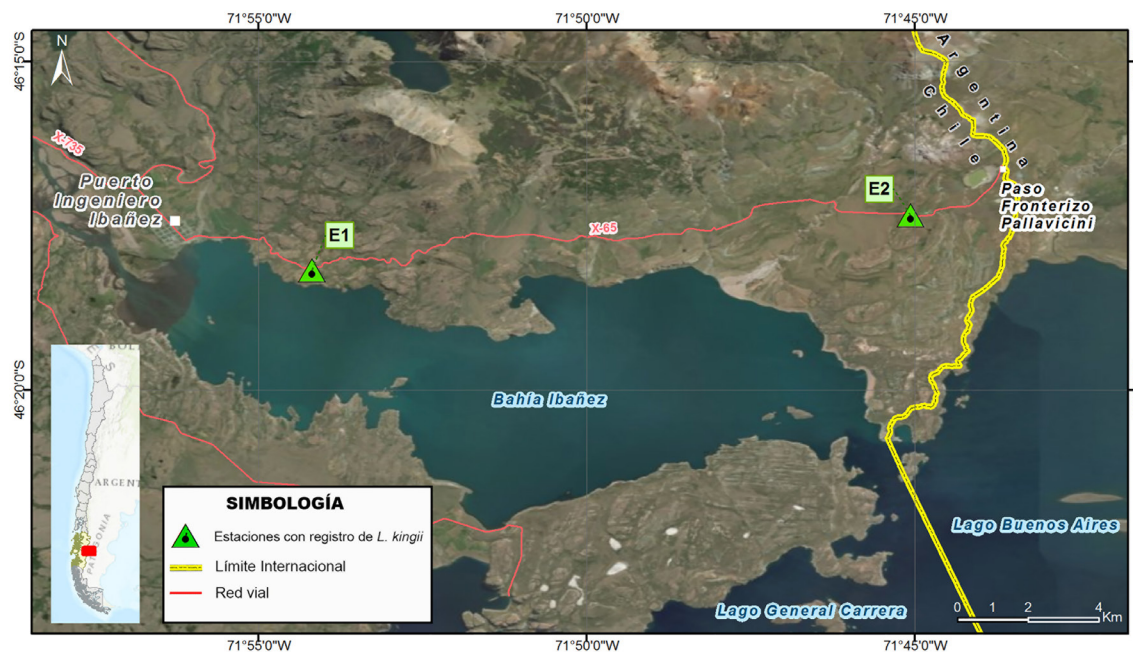 71°55'0"W
71°50'0"W
71°45'0"W
46°15'0"S
46°20'0"S
N
Argentina
Chile
X-735
Puerto
Ingeniero
Ibañez
E1
X-65
E2
Paso
Fronterizo
Pallavicini
Bahía Ibañez
Lago Buenos Aires
Lago General Carrera
BOL
ARGENT
SIMBOLOGÍA
Estaciones con registro de L. kingii
Límite Internacional
Red vial
0 1 2 4
Km
71°55'0"W
71°50'0"W
71°45'0"W